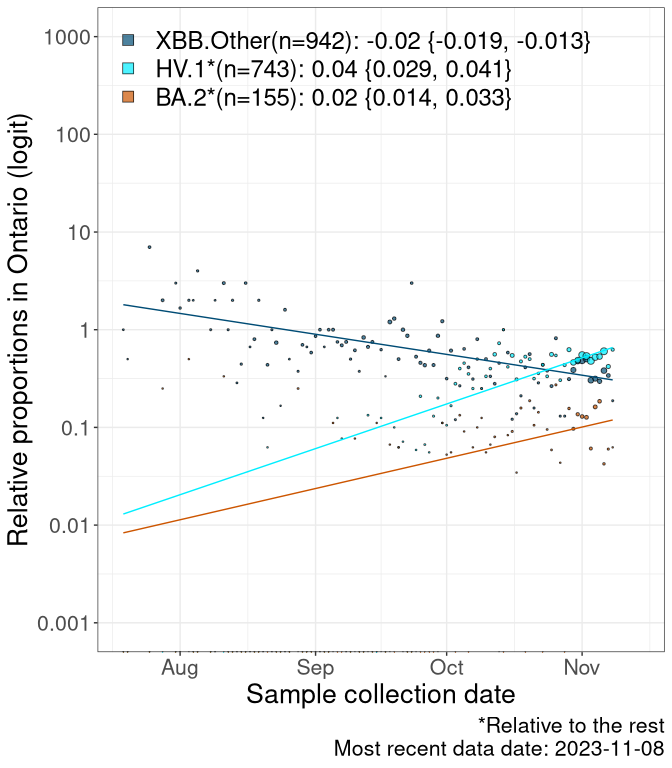 XBB.Other(n=942): -0.02 {-0.019, -0.013}
HV.1*(n=743): 0.04 {0.029, 0.041}
BA.2*(n=155): 0.02 {0.014, 0.033}
Relative proportions in Ontario (logit)
1000
100
10
1
0.1
0.01
0.001
Aug Sep Oct Nov
Sample collection date
*Relative to the rest
Most recent data date: 2023-11-08